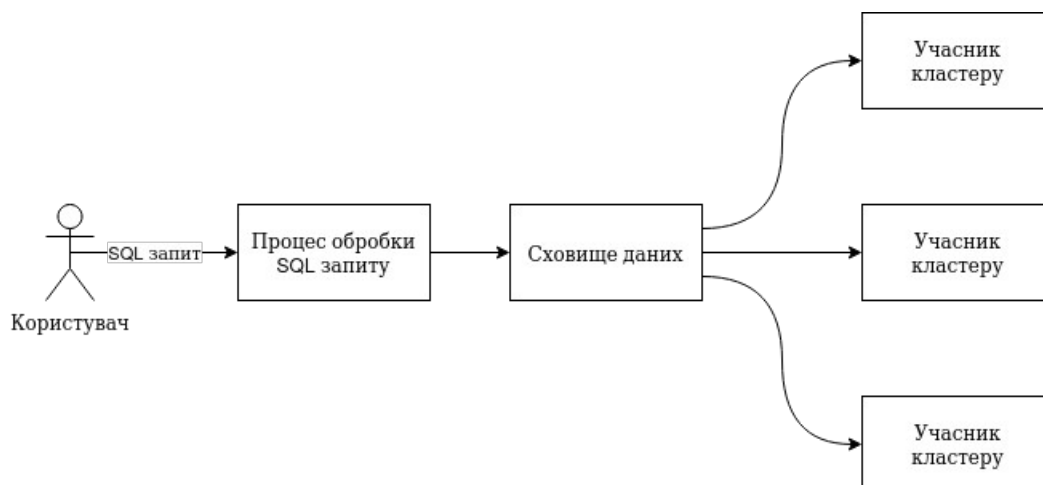 Учасник
кластеру
SQL запит
Процес обробки
SQL запиту
Сховище даних
Учасник
кластеру
Користувач
Учасник
кластеру